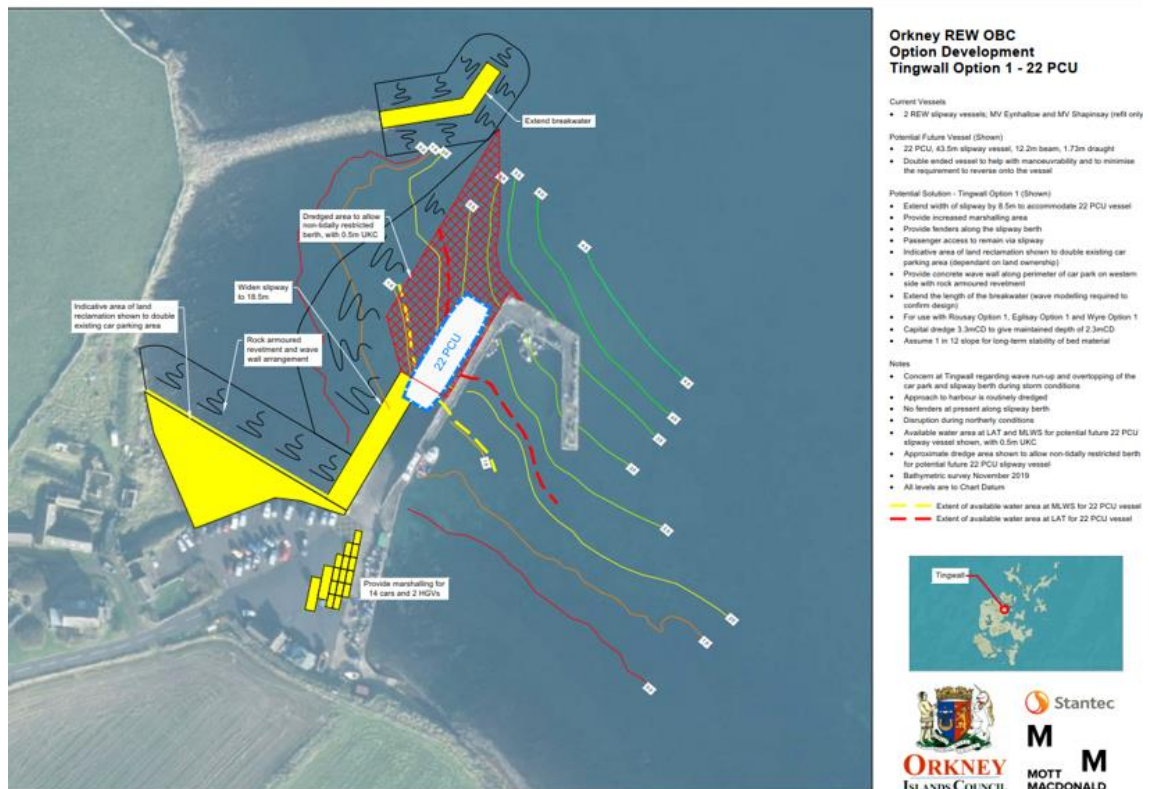 Orkney REW OBC
Option Development
Tingwall Option 1 - 22 PCU
Current Vessels
• 2 REW slipway vessels; MV Eynhallow and MV Shapinsay (refit only
Potential Future Vessel (Shown)
• 22 PCU, 43.5m slipway vessel, 12.2m beam, 1.73m draught
• Double ended vessel to help with manoeuvrability and to minimise
the requirement to reverse onto the vessel
Potential Solution - Tingwall Option 1 (Shown)
• Extend width of slipway by 8.5m to accommodate 22 PCU vessel
• Provide increased marshalling area
• Provide fenders along the slipway berth
• Passenger access to remain via slipway
• Indicative area of land reclamation shown to double existing car
parking area (dependant on land ownership)
• Provide concrete wave wall along perimeter of car park on western
side with rock armoured revetment
• Extend the length of the breakwater (wave modelling required to
confirm design)
• For use with Rousay Option 1, Egilsay Option 1 and Wyre Option 1
• Capital dredge 3.3mCD to give maintained depth of 2.3mCD
• Assume 1 in 12 slope for long-term stability of bed material
Notes
• Concern at Tingwall regarding wave run-up and overtopping of the
car park and slipway berth during storm conditions
• Approach to harbour is routinely dredged
• No fenders at present along slipway berth
• Disruption during northerly conditions
• Available water area at LAT and MLWS for potential future 22 PCU
slipway vessel shown, with 0.5m UKC
• Approximate dredge area shown to allow non-tidally restricted berth
for potential future 22 PCU slipway vessel
• Bathymetric survey November 2019
• All levels are to Chart Datum
Extent of available water area at MLWS for 22 PCU vessel
Extent of available water area at LAT for 22 PCU vessel
Tingwall
Stantec
ORKNEY
ISLANDS COUNCIL
M
M
MOTT
MACDONALD
Extend breakwater
Dredged area to allow
non-tidally restricted
berth, with 0.5m UKC
Widen slipway
to 18.5m
Indicative area of land
reclamation shown to double
existing car parking area
Rock armoured
revetment and wave
wall arrangement
22 PCU
Provide marshalling for
14 cars and 2 HGVs